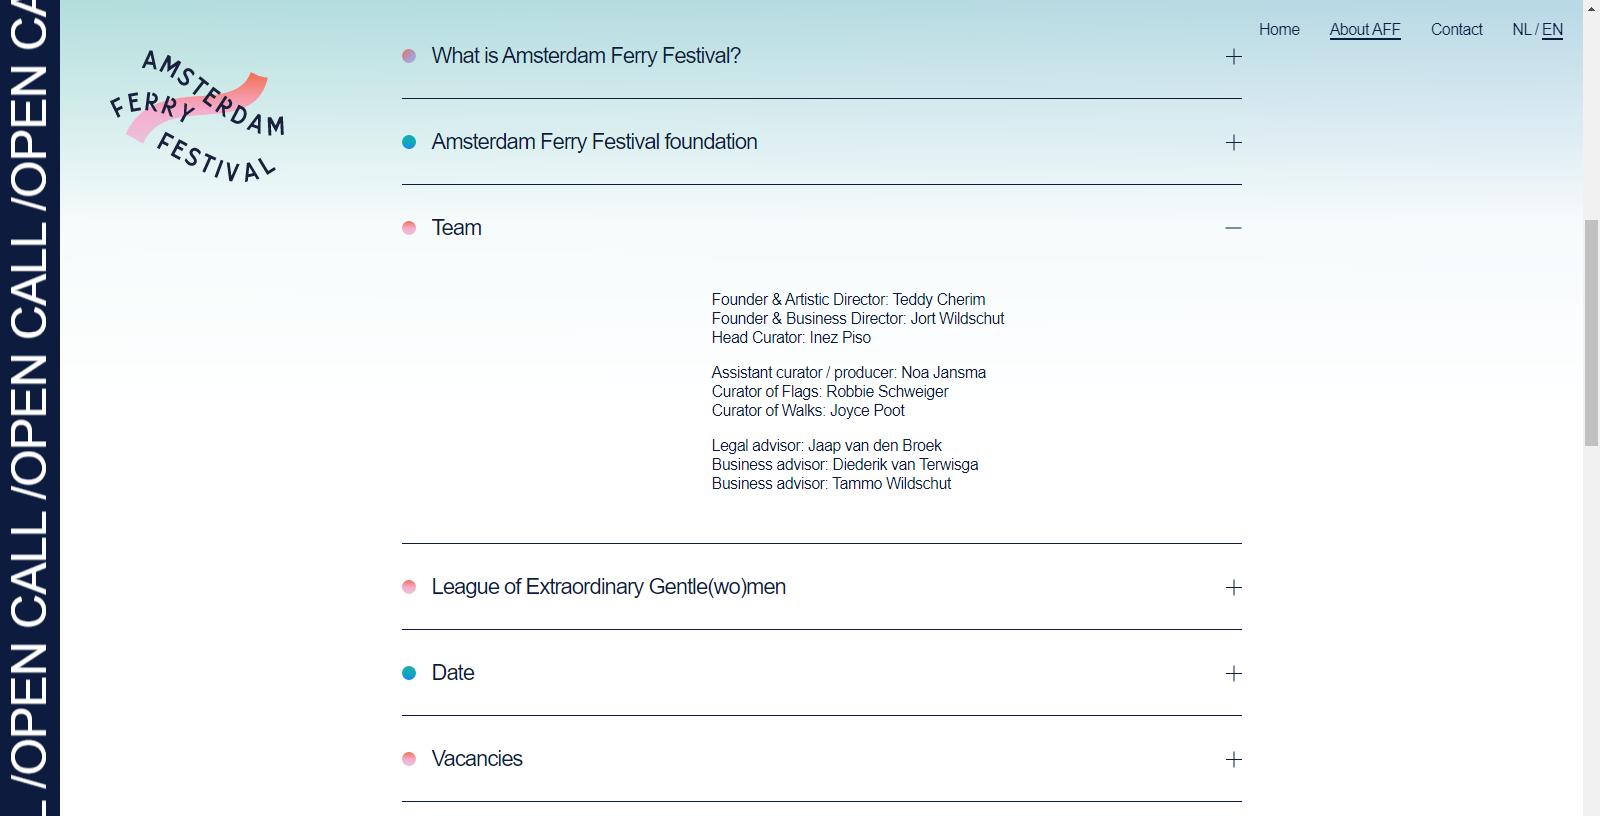 /OPEN CALL /OPEN CALL /OPEN CALL /OPEN CA
AMSTERDAM
FERRY
FESTIVAL
Home
About AFF
Contact
NL / EN
What is Amsterdam Ferry Festival?
Amsterdam Ferry Festival foundation
Team
Founder & Artistic Director: Teddy Cherim
Founder & Business Director: Jort Wildschut
Head Curator: Inez Piso
Assistant curator / producer: Noa Jansma
Curator of Flags: Robbie Schweiger
Curator of Walks: Joyce Poot
Legal advisor: Jaap van den Broek
Business advisor: Diederik van Terwisga
Business advisor: Tammo Wildschut
League of Extraordinary Gentle(wo)men
Date
Vacancies